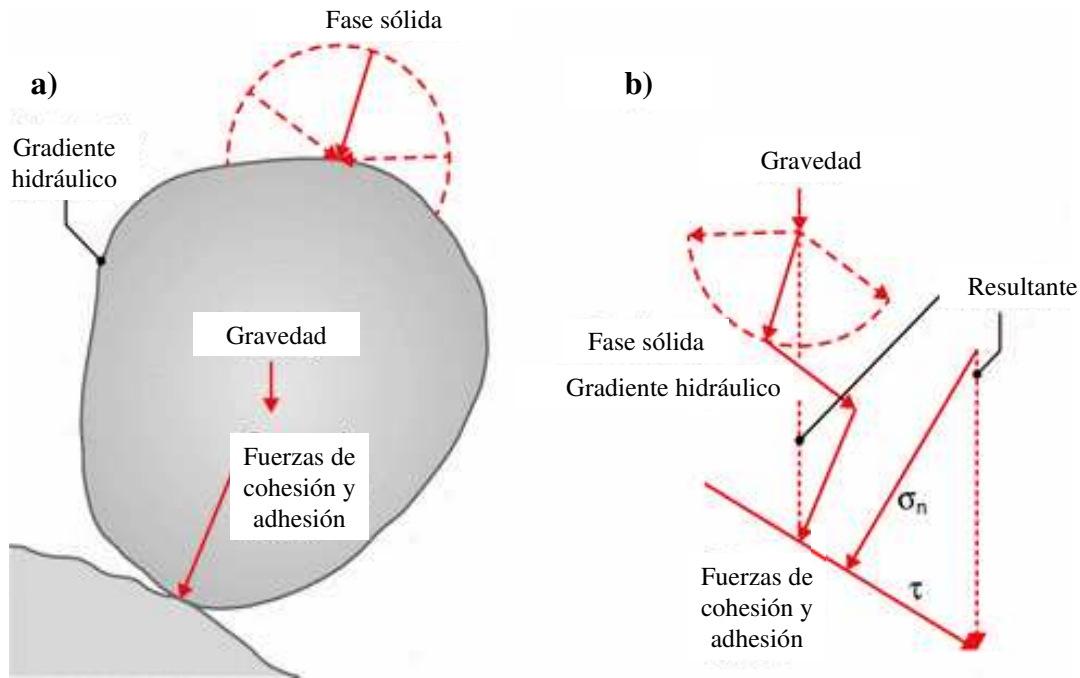 a)
Fase sólida
Gradiente
hidráulico
Gravedad
Fuerzas de
cohesión y
adhesión
b)
Gravedad
Resultante
Fase sólida
Gradiente hidráulico
σn
τ
Fuerzas de
cohesión y
adhesión